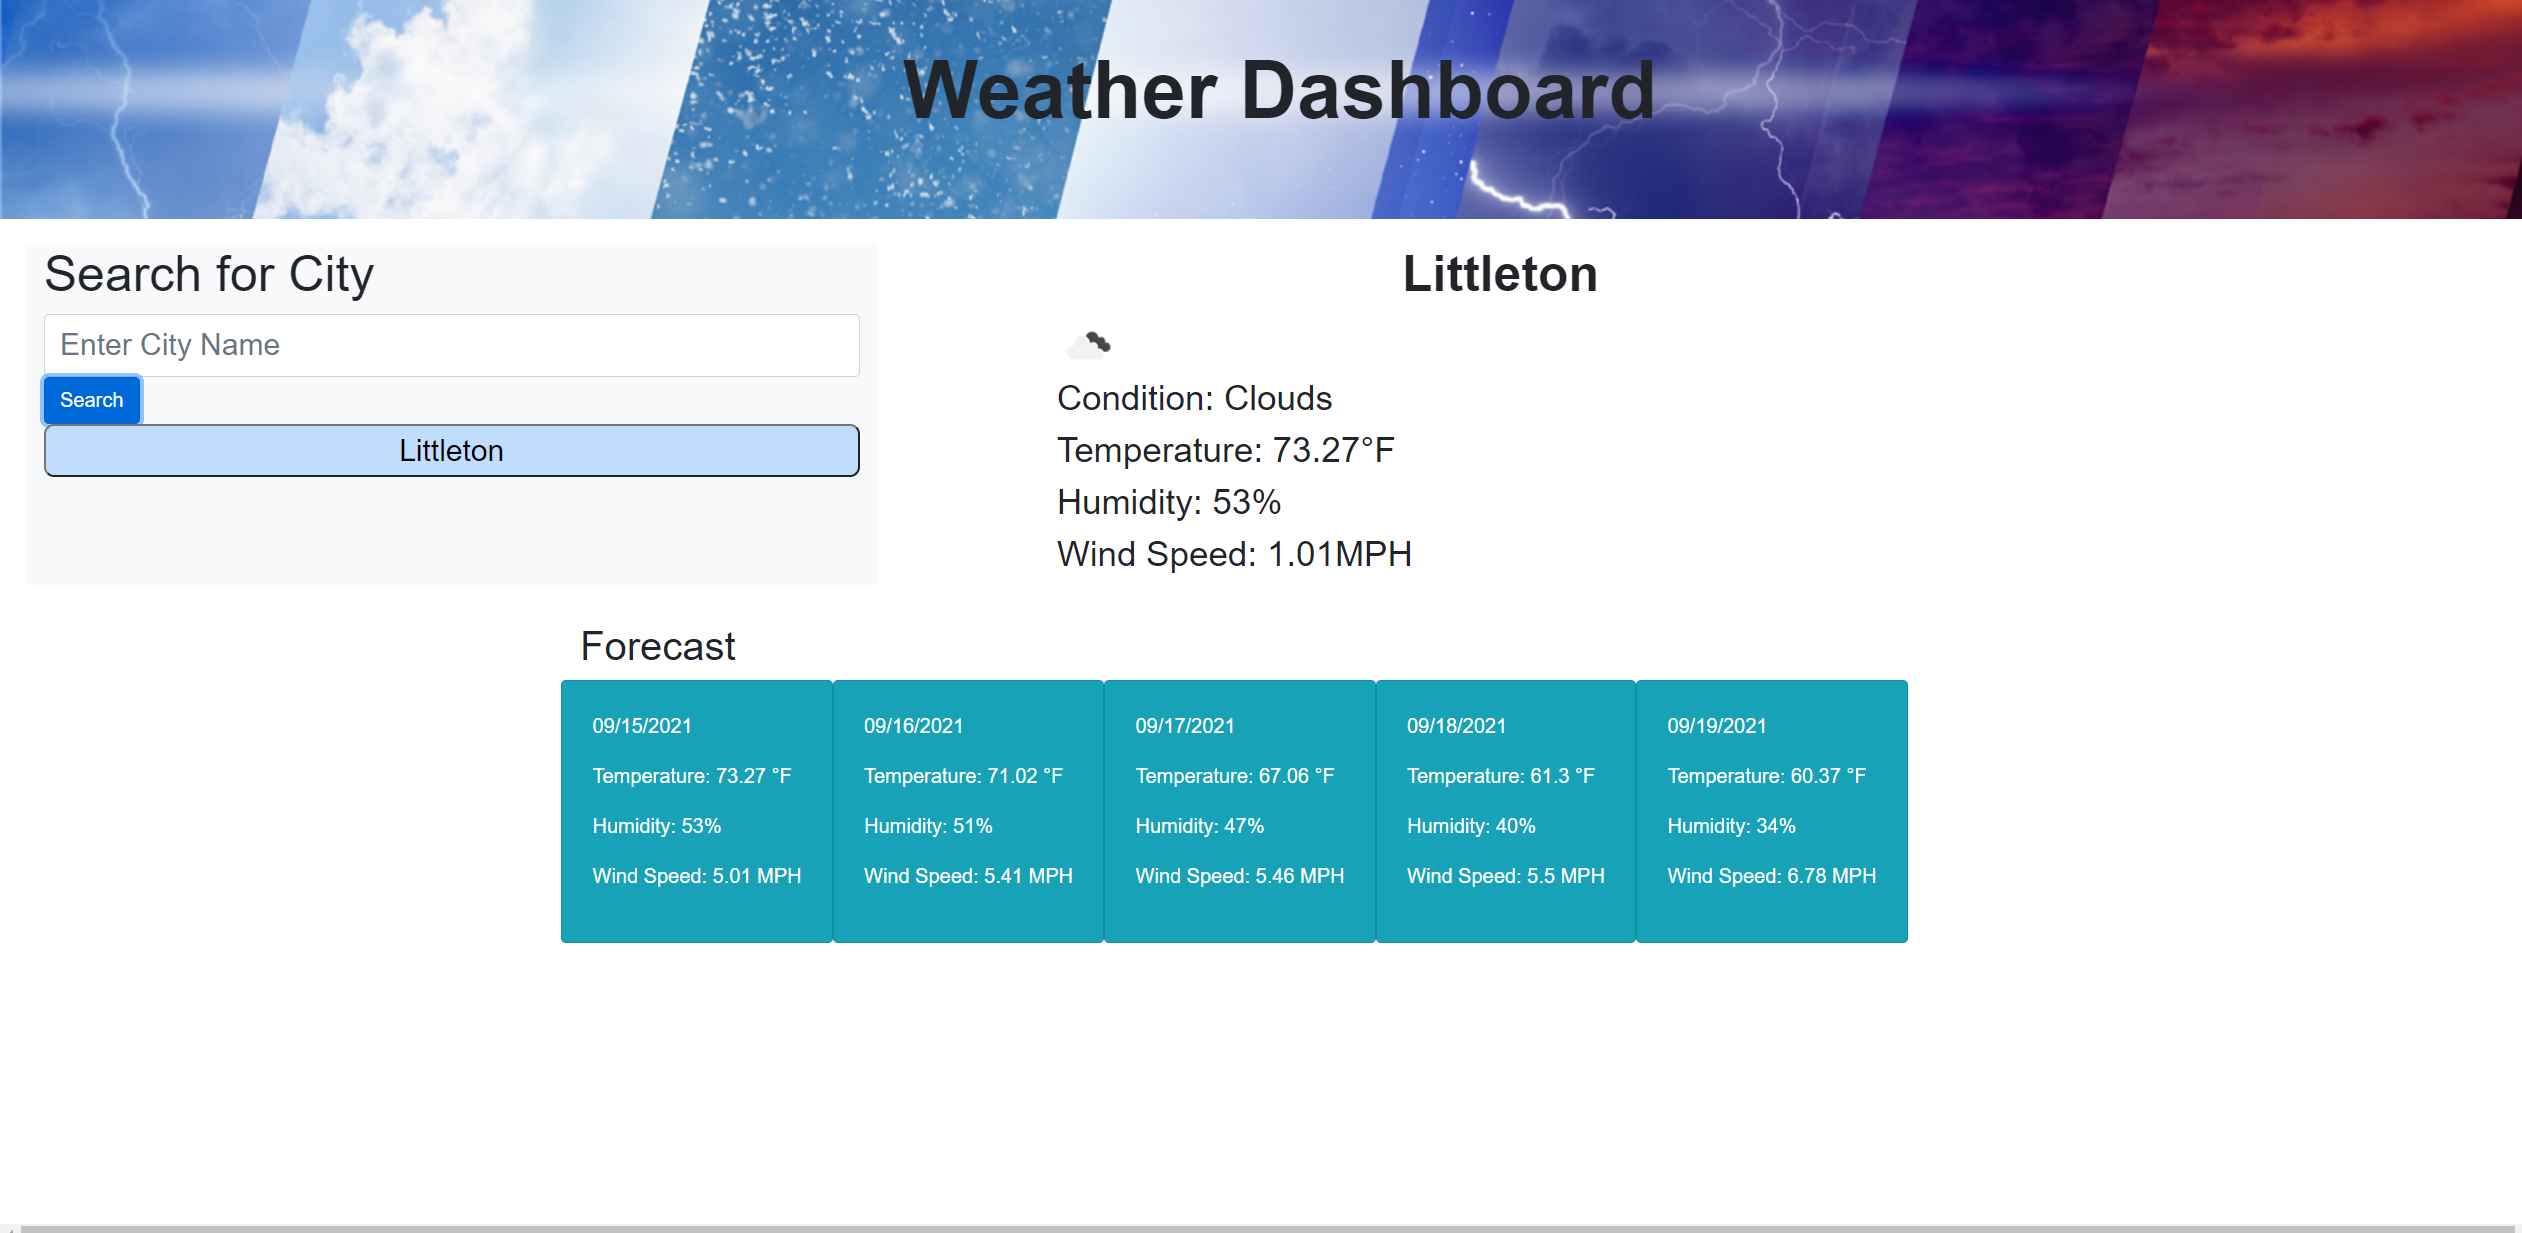 Weather Dashboard
Search for City
Enter City Name
Search
Littleton
Littleton
Condition: Clouds
Temperature: 73.27°F
Humidity: 53%
Wind Speed: 1.01MPH
Forecast
09/15/2021
Temperature: 73.27 °F
Humidity: 53%
Wind Speed: 5.01 MPH
09/16/2021
Temperature: 71.02 °F
Humidity: 51%
Wind Speed: 5.41 MPH
09/17/2021
Temperature: 67.06 °F
Humidity: 47%
Wind Speed: 5.46 MPH
09/18/2021
Temperature: 61.3 °F
Humidity: 40%
Wind Speed: 5.5 MPH
09/19/2021
Temperature: 60.37 °F
Humidity: 34%
Wind Speed: 6.78 MPH